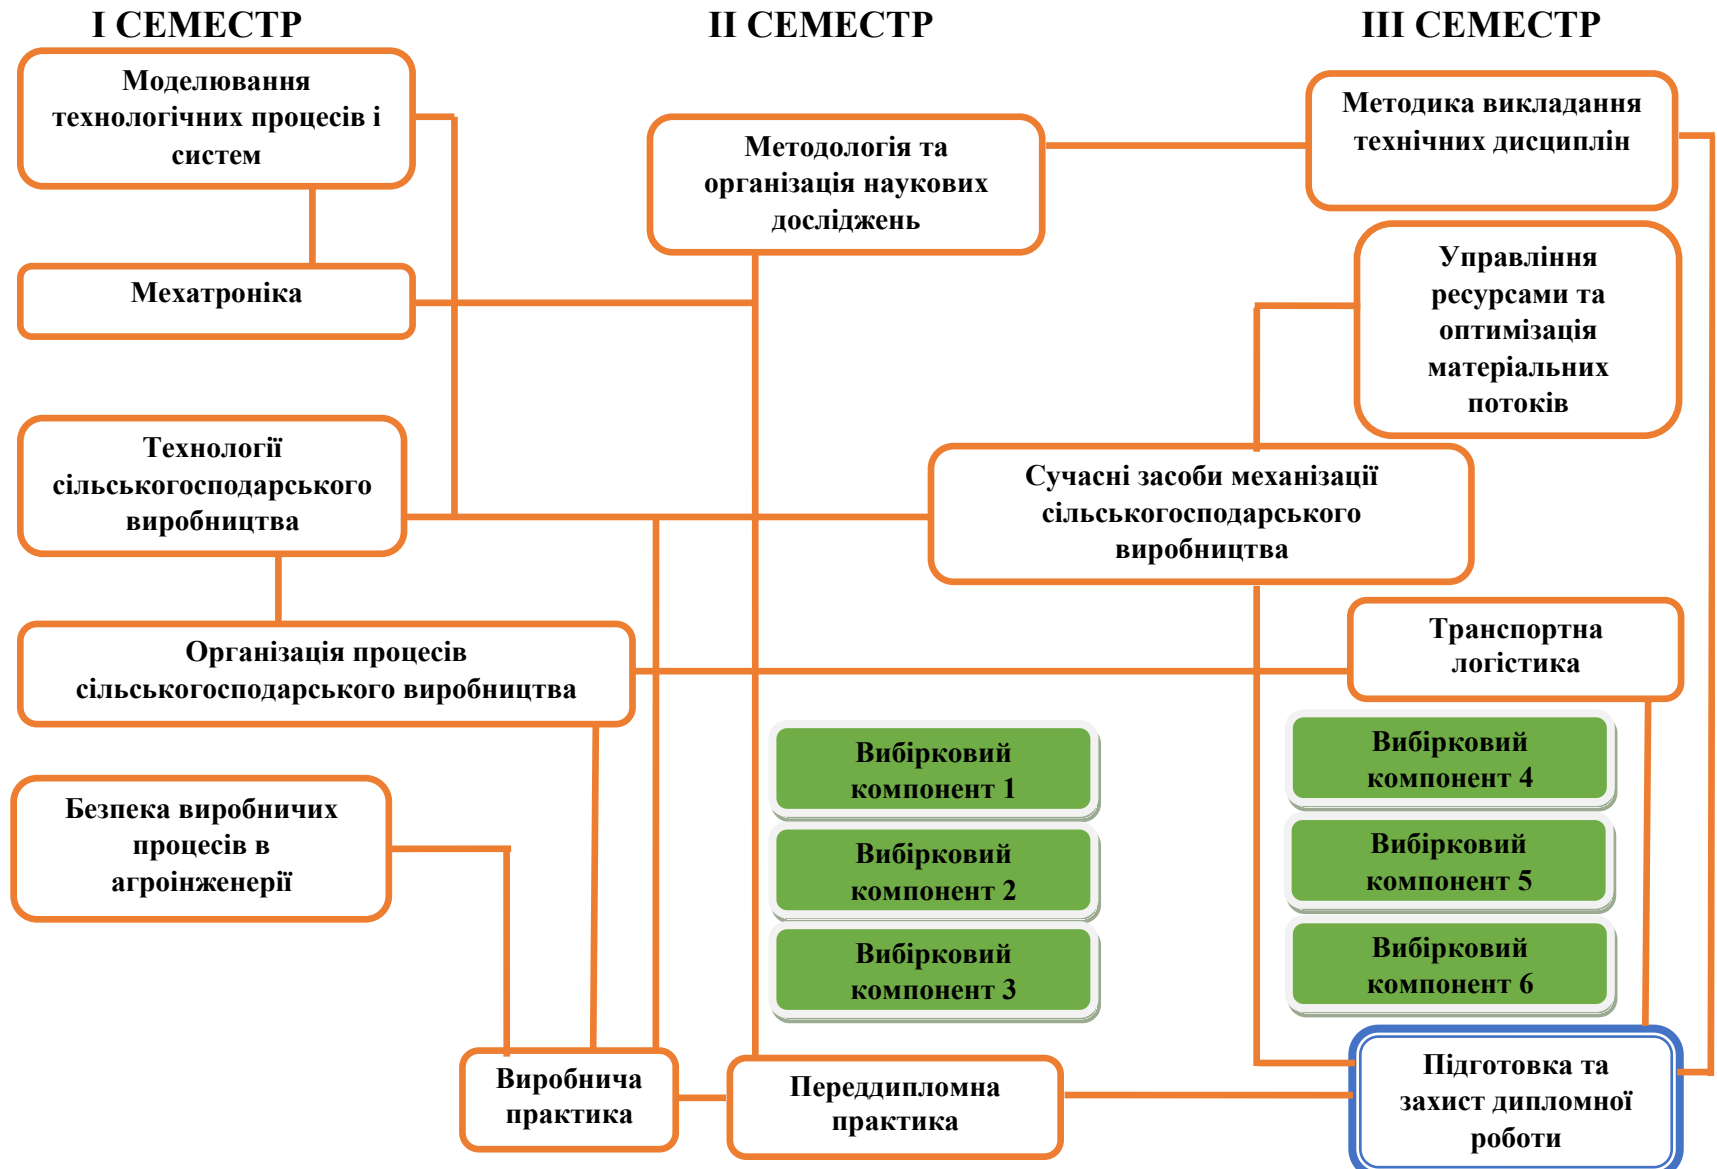 І СЕМЕСТР
ІІ СЕМЕСТР
ІІІ СЕМЕСТР
Моделювання
технологічних процесів і
систем
Методологія та
організація наукових
досліджень
Методика викладання
технічних дисциплін
Мехатроніка
Управління
ресурсами та
оптимізація
матеріальних
потоків
Технології
сільськогосподарського
виробництва
Сучасні засоби механізації
сільськогосподарського
виробництва
Організація процесів
сільськогосподарського виробництва
Транспортна
логістика
Безпека виробничих
процесів в
агроінженерії
Вибірковий
компонент 1
Вибірковий
компонент 2
Вибірковий
компонент 3
Вибірковий
компонент 4
Вибірковий
компонент 5
Вибірковий
компонент 6
Виробнича
практика
Переддипломна
практика
Підготовка та
захист дипломної
роботи